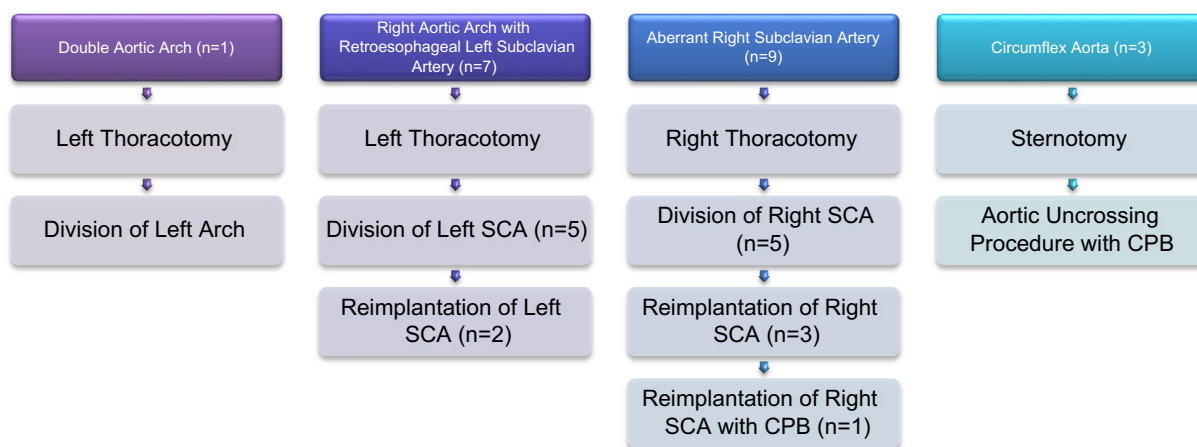 Double Aortic Arch (n=1)
Left Thoracotomy
Division of Left Arch
Right Aortic Arch with
Retroesophageal Left Subclavian
Artery (n=7)
Left Thoracotomy
Division of Left SCA (n=5)
Reimplantation of Left
SCA (n=2)
Aberrant Right Subclavian Artery
(n=9)
Right Thoracotomy
Division of Right SCA
(n=5)
Reimplantation of Right
SCA (n=3)
Reimplantation of Right
SCA with CPB (n=1)
Circumflex Aorta (n=3)
Sternotomy
Aortic Uncrossing
Procedure with CPB